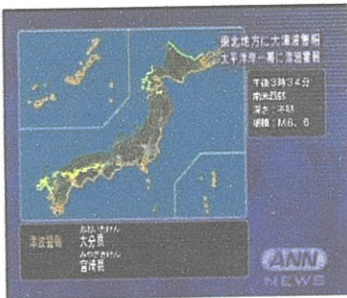 東北地方に大津波警報
太平洋岸一帯に津波警報
午後3時34分
深さ:不明
規模:M8.6
津波警報
おおいたけん
大分県
みやざきけん
宮崎県
ANN
NEWS